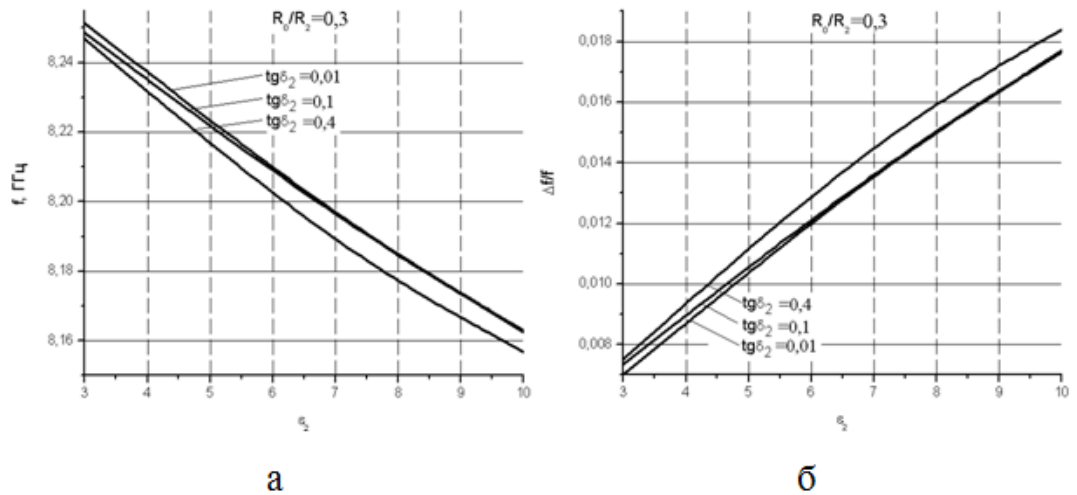 R₀/R₂=0,3
tgδ₂=0,01
tgδ₂=0,1
tgδ₂=0,4
8,24
8,22
8,20
8,18
8,16
f, ГГц
3 4 5 6 7 8 9 10
ε₂
а
R₀/R₂=0,3
0,018
0,016
0,014
0,012
0,010
0,008
Δf/f
tgδ₂=0,4
tgδ₂=0,1
tgδ₂=0,01
3 4 5 6 7 8 9 10
ε₂
б